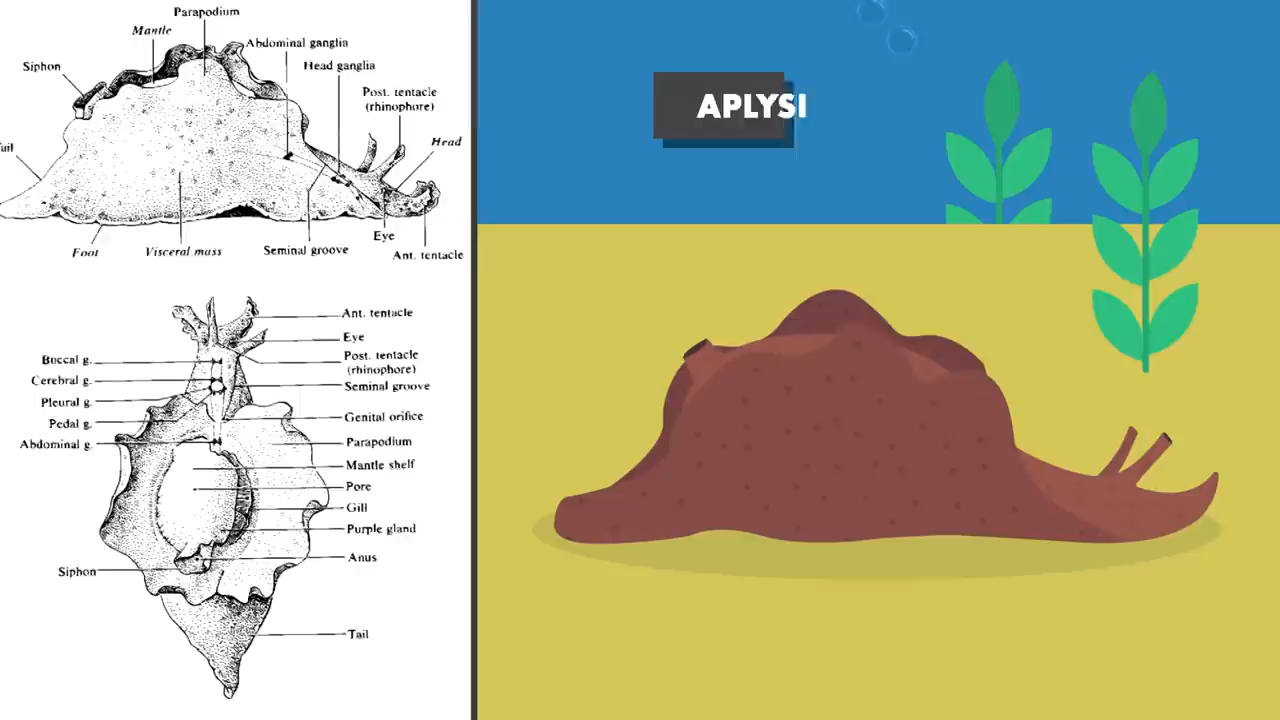 Parapodium
Mantle
Abdominal ganglia
Siphon
Head ganglia
Post. tentacle
(rhinophore)
Head
ail
Eye
Foot
Visceral mass
Seminal groove
Ant. tentacle
Ant. tentacle
Eye
Buccal g.
Post. tentacle
(rhinophore)
Cerebral g.
Seminal groove
Pleural g.
Genital orifice
Pedal g.
Abdominal g.
Parapodium
Mantle shelf
Pore
Gill
Purple gland
Anus
Siphon
Tail
APLYSI